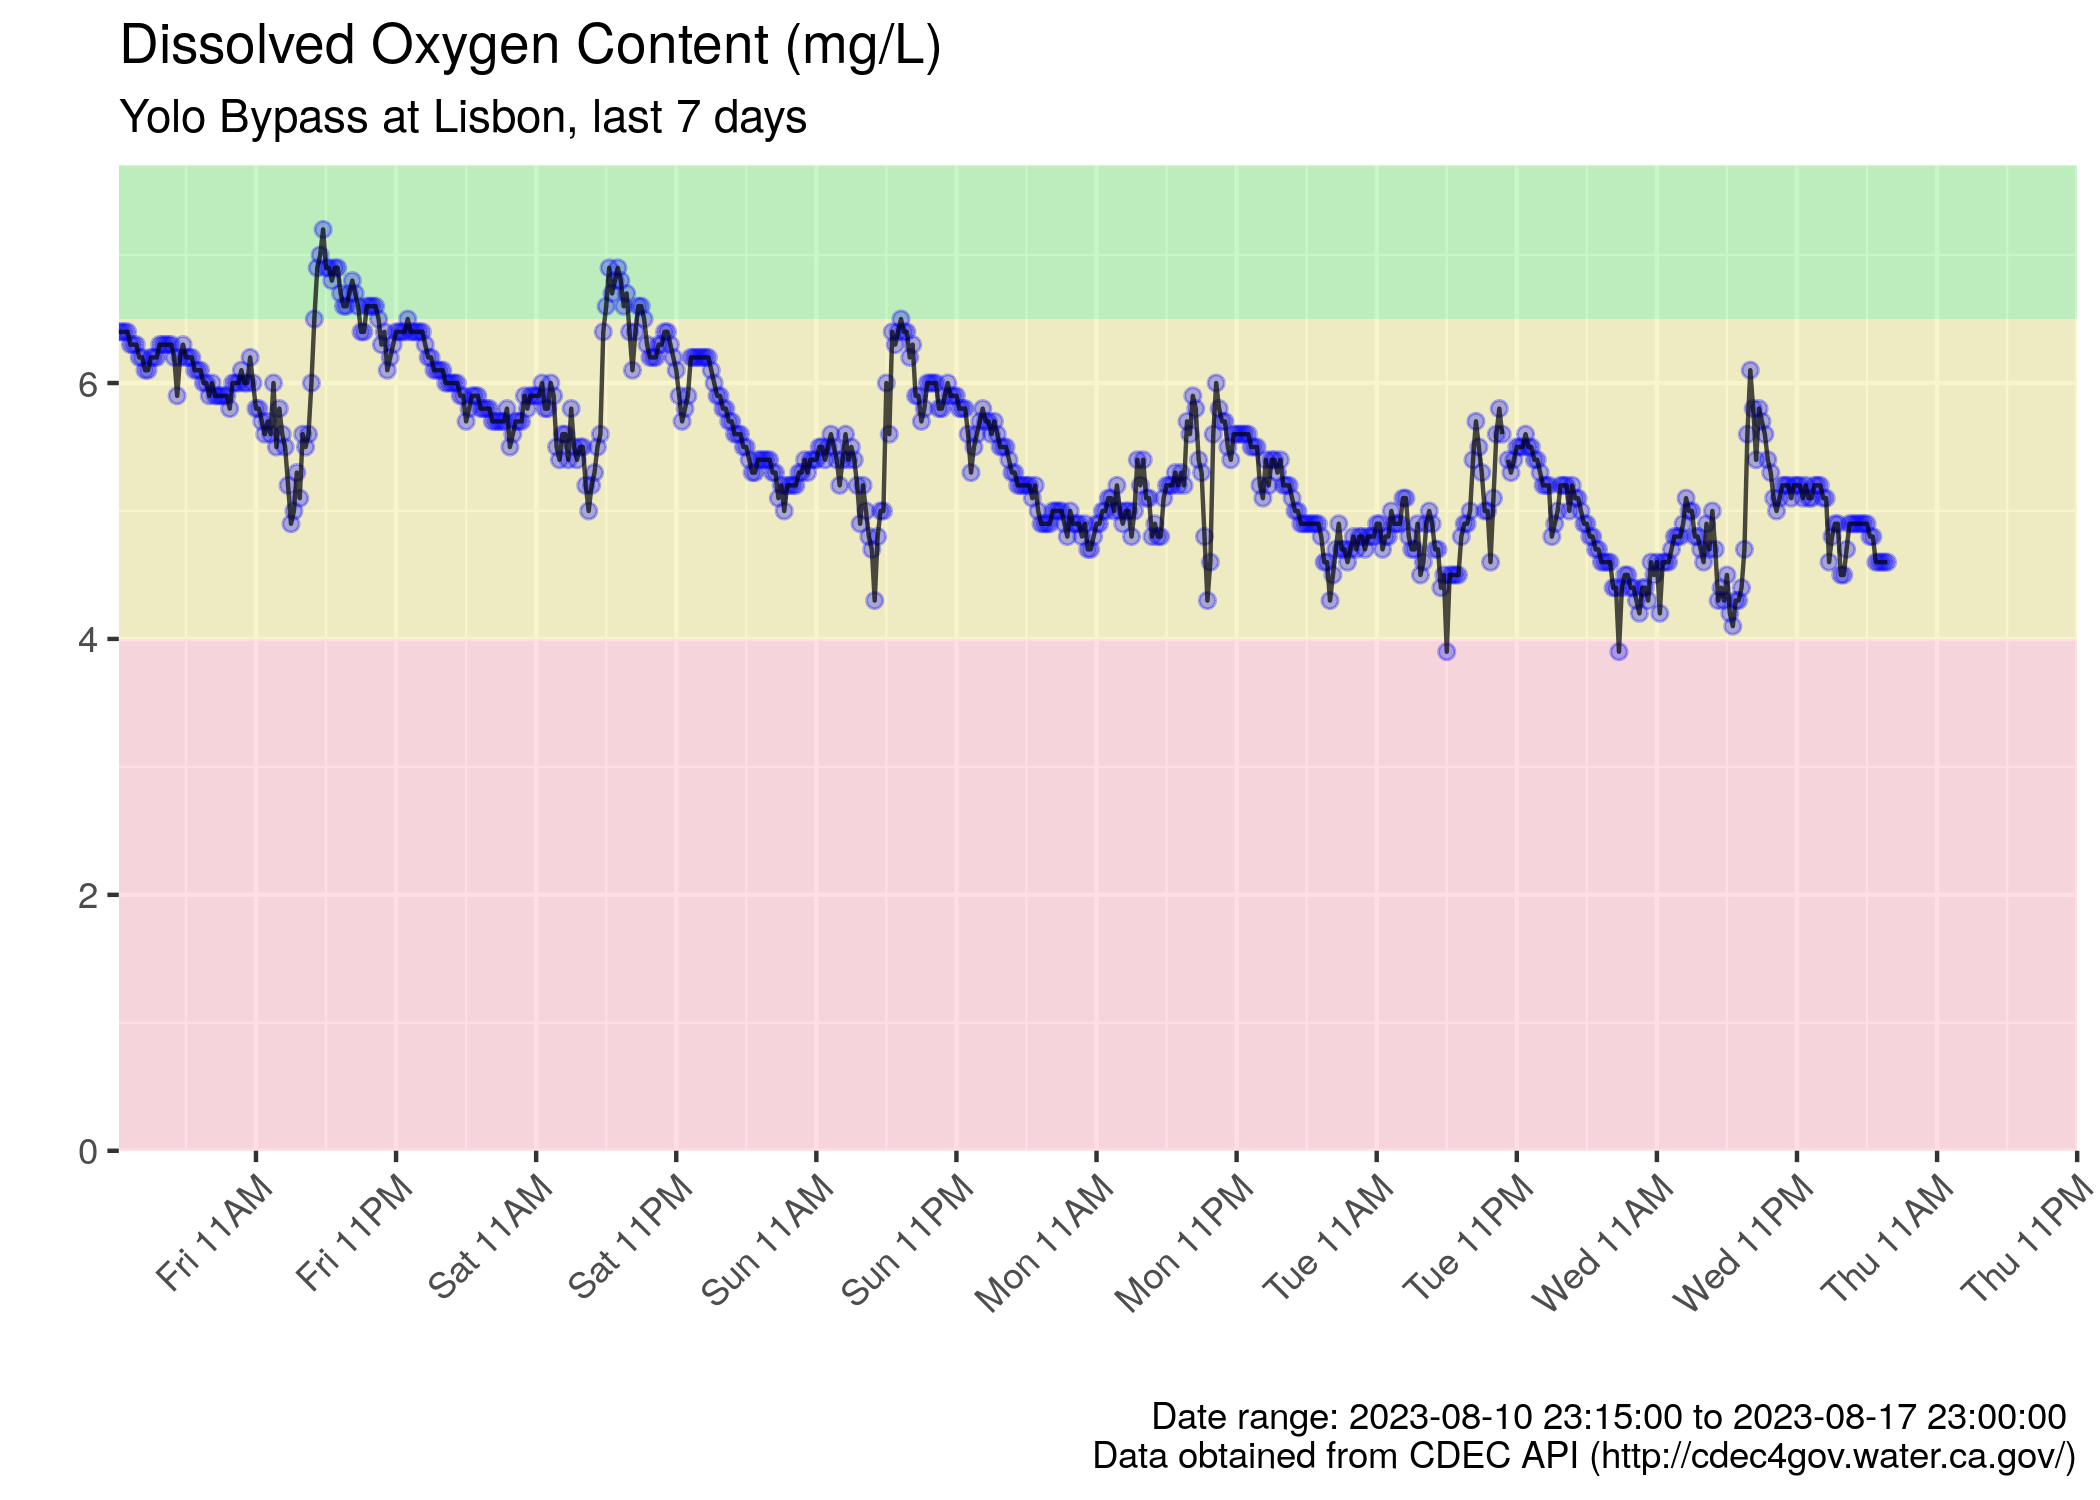 Dissolved Oxygen Content (mg/L)
Yolo Bypass at Lisbon, last 7 days
6
4
2
0
Fri 11AM
Fri 11PM
Sat 11AM
Sat 11PM
Sun 11AM
Sun 11PM
Mon 11AM
Mon 11PM
Tue 11AM
Tue 11PM
Wed 11AM
Wed 11PM
Thu 11AM
Thu 11PM
Date range: 2023-08-10 23:15:00 to 2023-08-17 23:00:00
Data obtained from CDEC API (http://cdec4gov.water.ca.gov/)